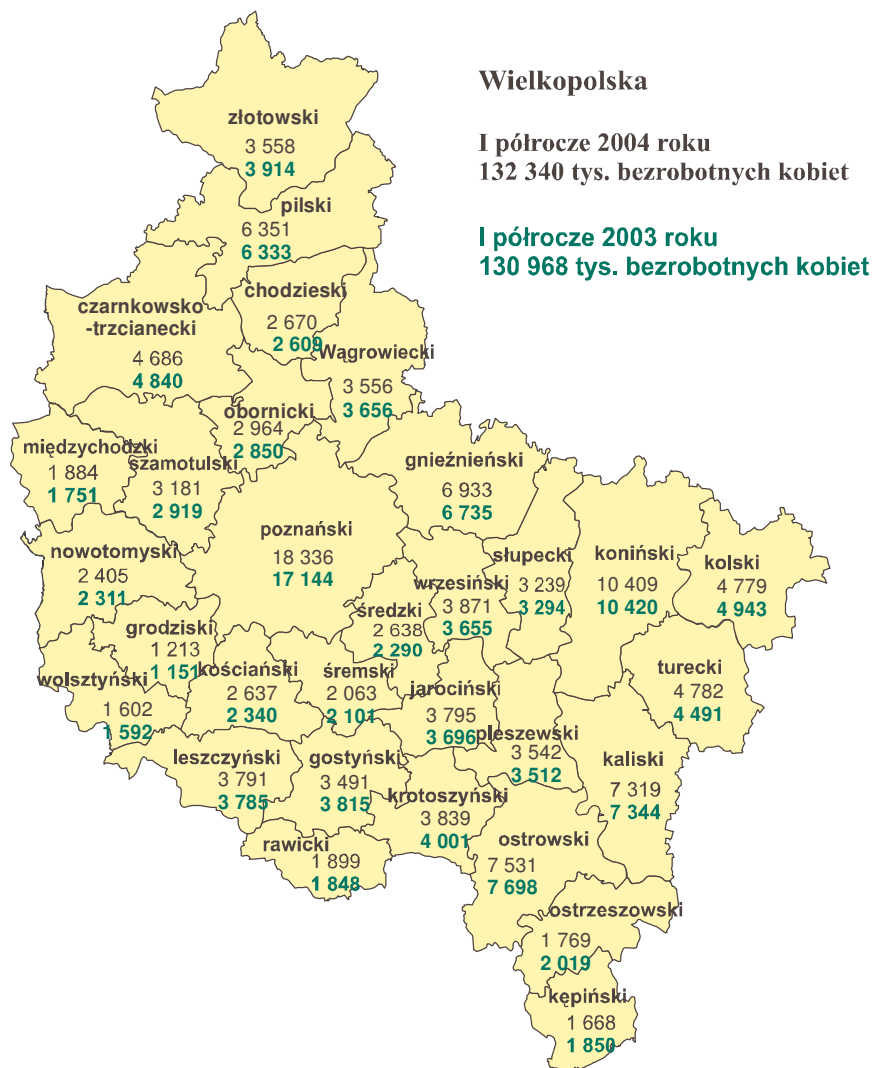 Wielkopolska
I półrocze 2004 roku
132 340 tys. bezrobotnych kobiet
I półrocze 2003 roku
130 968 tys. bezrobotnych kobiet
złotowski
3 558
3 914
pilski
6 351
6 333
chodzieski
2 670
2 609
czarnkowsko
-trzcianecki
4 686
4 840
Wągrowiecki
3 556
3 656
obornicki
2 964
2 850
międzychodzki
1 884
1 751
szamotulski
3 181
2 919
gnieźnieński
6 933
6 735
poznański
18 336
17 144
nowotomyski
2 405
2 311
słupecki
3 239
3 294
koniński
10 409
10 420
kolski
4 779
4 943
wrzesiński
3 871
3 655
średzki
2 638
2 290
grodziski
1 213
1 151
wolsztyński
1 602
1 592
kościański
2 637
2 340
śremski
2 063
2 101
jarociński
3 795
3 696
turecki
4 782
4 491
pleszewski
3 542
3 512
kaliski
7 319
7 344
leszczyński
3 791
3 785
gostyński
3 491
3 815
krotoszyński
3 839
4 001
rawicki
1 899
1 848
ostrowski
7 531
7 698
ostrzeszowski
1 769
2 019
kępiński
1 668
1 850